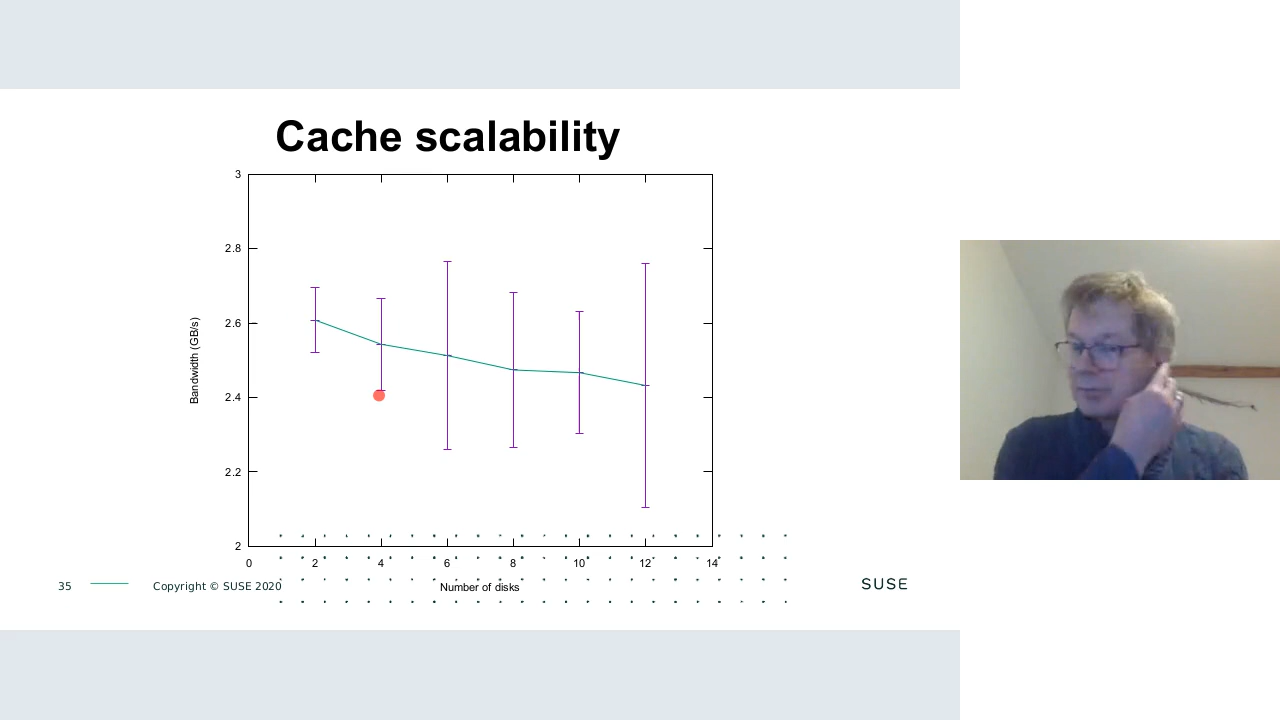 Cache scalability
3
2.8
2.6
2.4
2.2
2
Bandwidth (GB/s)
0 2 4 6 8 10 12 14
Number of disks
35 Copyright © SUSE 2020
SUSE